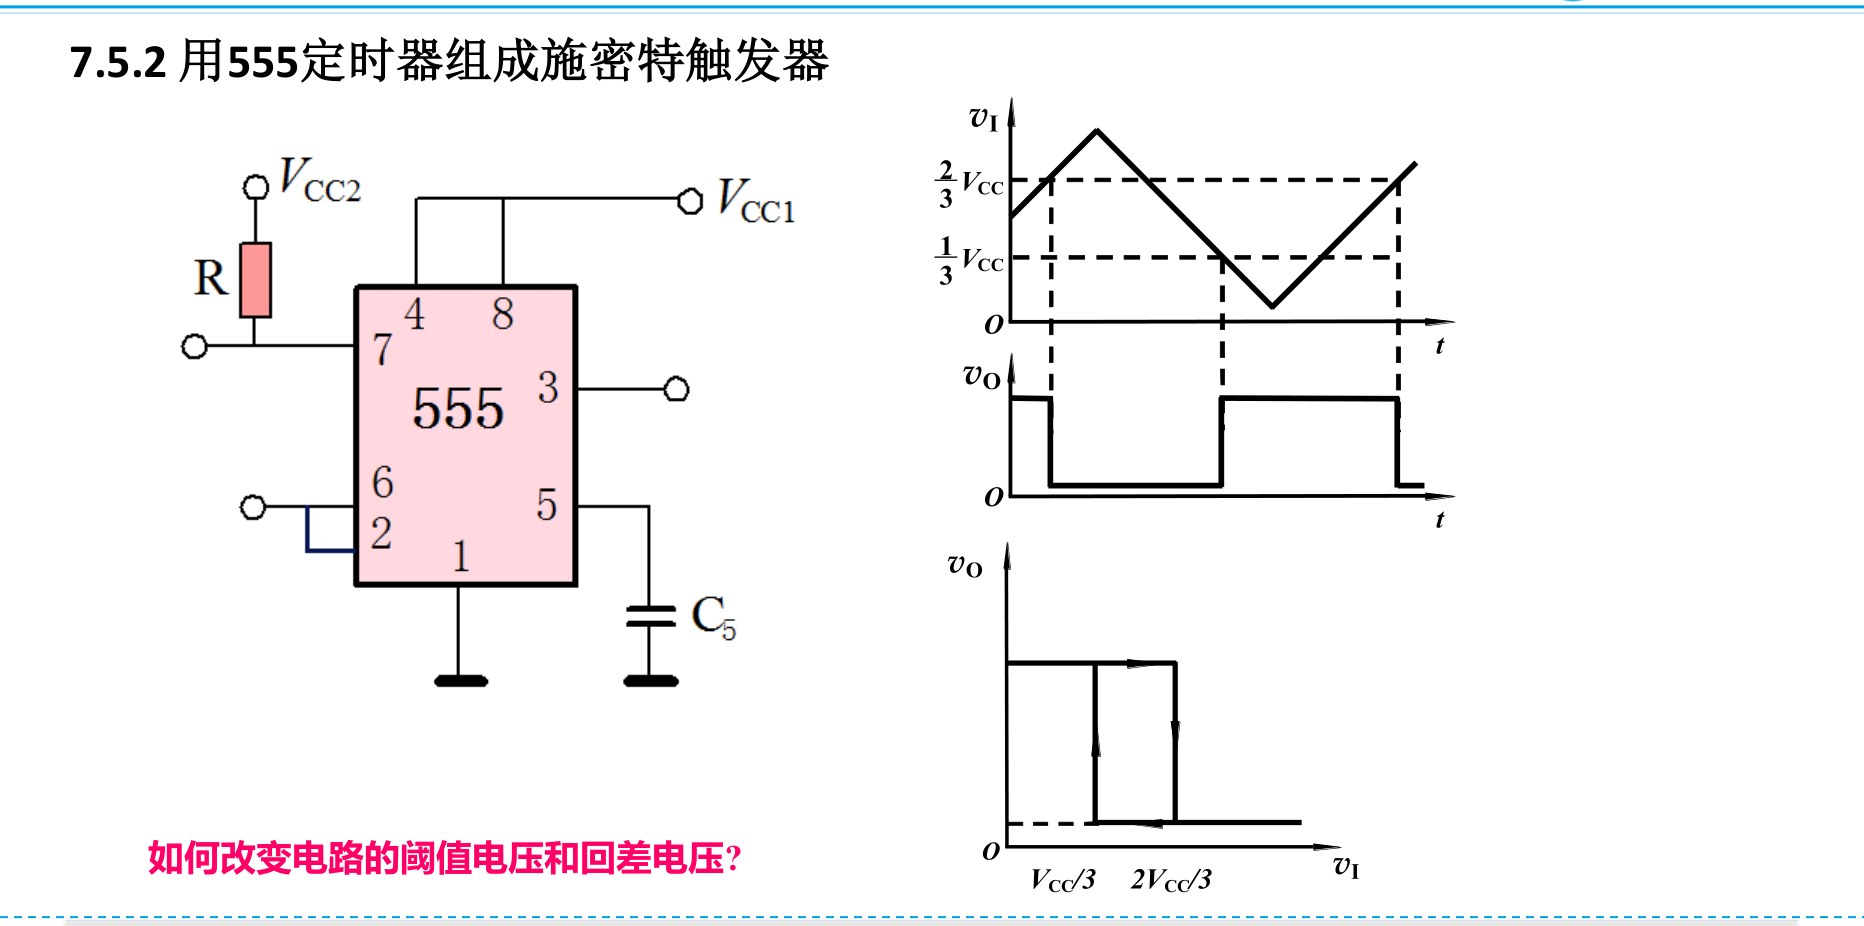 7.5.2 用555定时器组成施密特触发器
VCC2
VCC1
R
4
8
7
3
555
6
5
2
1
C5
如何改变电路的阈值电压和回差电压?
vI
2/3 VCC
1/3 VCC
O
t
vO
O
t
vO
O
VCC/3
2VCC/3
vI